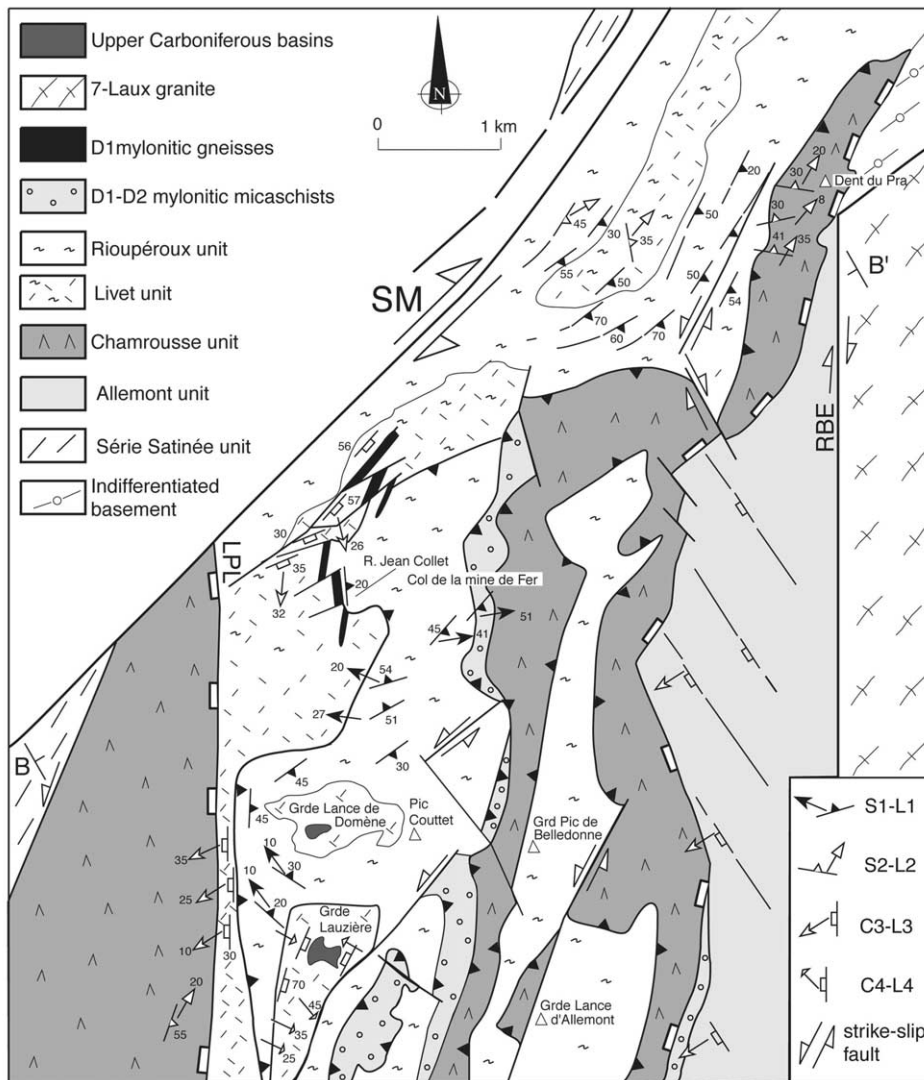 Upper Carboniferous basins
7-Laux granite
D1mylonitic gneisses
D1-D2 mylonitic micaschists
Rioupéroux unit
Livet unit
Chamrousse unit
Allemont unit
Série Satinée unit
Indifferentiated
basement
N
0 1 km
20
30
Dent du Pra
30
8
41
35
20
50
45
30
35
55
50
50
54
70
60
70
SM
B'
RBE
56
57
30
26
35
LPL
R. Jean Collet
20
Col de la mine de Fer
32
51
45
41
20
54
27
51
B
30
45
Grde Lance de
Domène
Pic
Couttet
45
10
35
30
Grd Pic de
Belledonne
10
25
20
Grde
Lauzière
10
30
20
70
55
45
35
25
Grde Lance
d'Allemont
S1-L1
S2-L2
C3-L3
C4-L4
strike-slip
fault